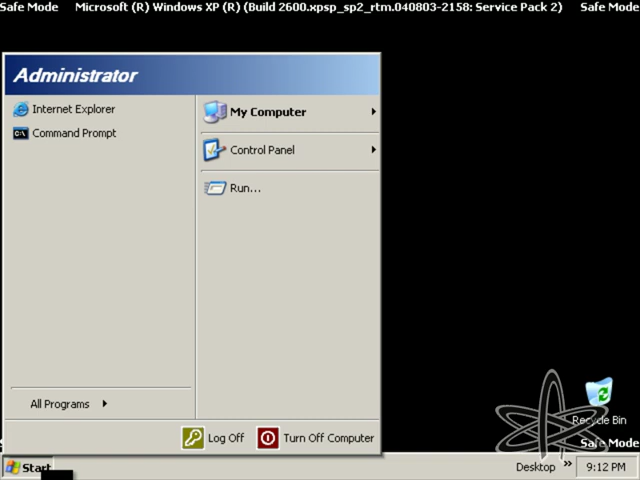 Safe Mode Microsoft (R) Windows XP (R) (Build 2600.xpsp_sp2_rtm.040803-2158: Service Pack 2) Safe Mode
Administrator
Internet Explorer
Command Prompt
My Computer
Control Panel
Run...
All Programs
Log Off
Turn Off Computer
Recycle Bin
Safe Mode
Start
Desktop
9:12 PM